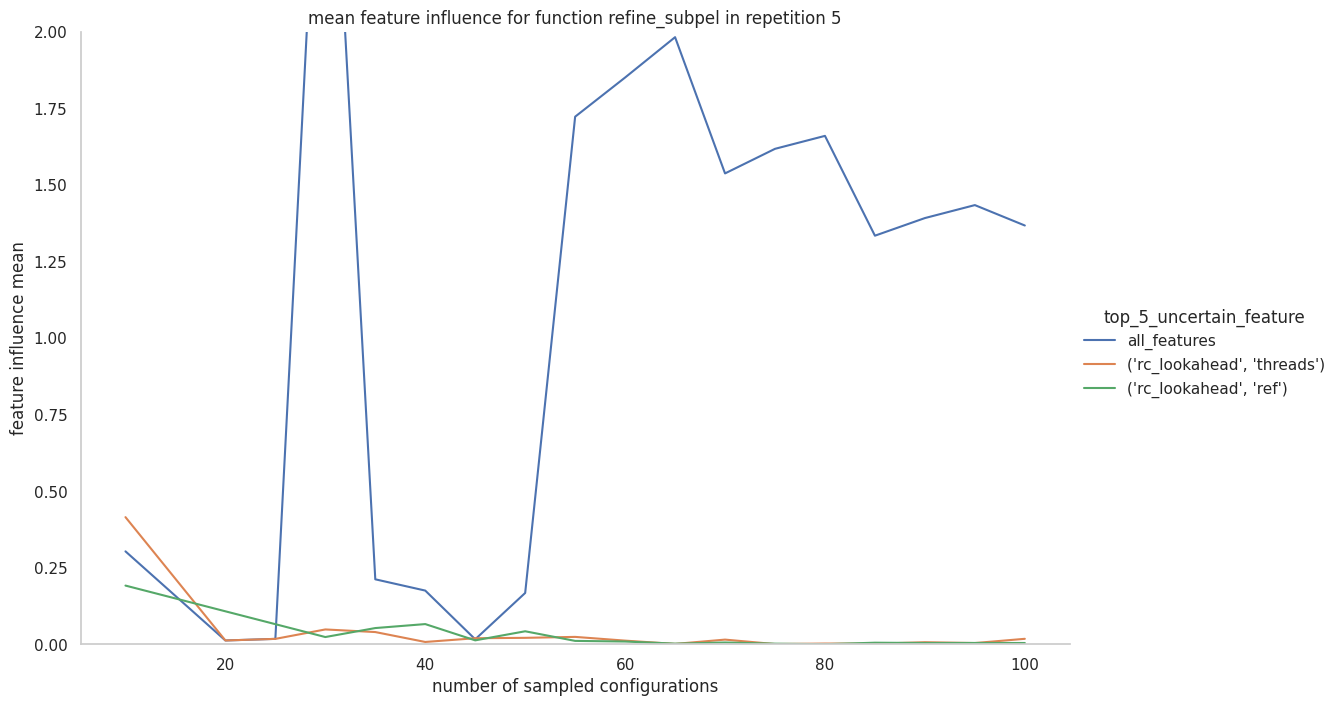 mean feature influence for function refine_subpel in repetition 5
2.00
1.75
1.50
1.25
1.00
0.75
0.50
0.25
0.00
feature influence mean
20
40
60
80
100
number of sampled configurations
top_5_uncertain_feature
all_features
('rc_lookahead', 'threads')
('rc_lookahead', 'ref')